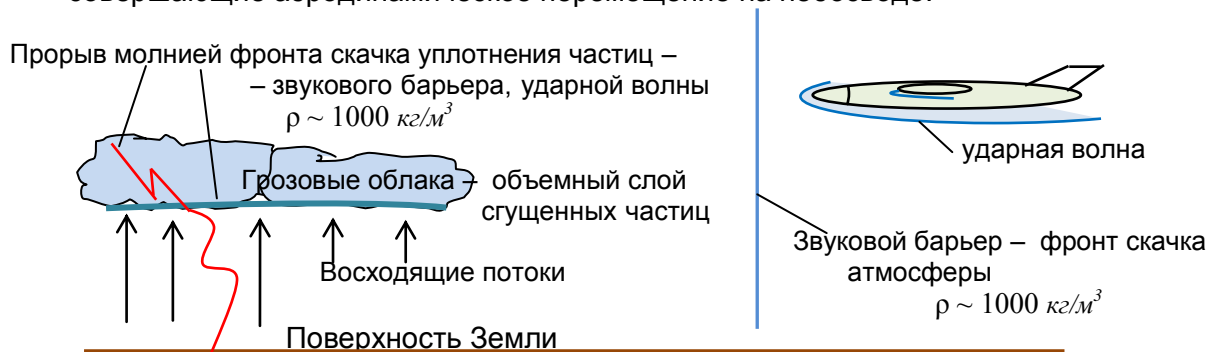 Прорыв молнией фронта скачка уплотнения частиц –
– звукового барьера, ударной волны
ρ ~ 1000 кг/м³
Грозовые облака – объемный слой
сгущенных частиц
Восходящие потоки
Поверхность Земли
ударная волна
Звуковой барьер – фронт скачка
атмосферы
ρ ~ 1000 кг/м³